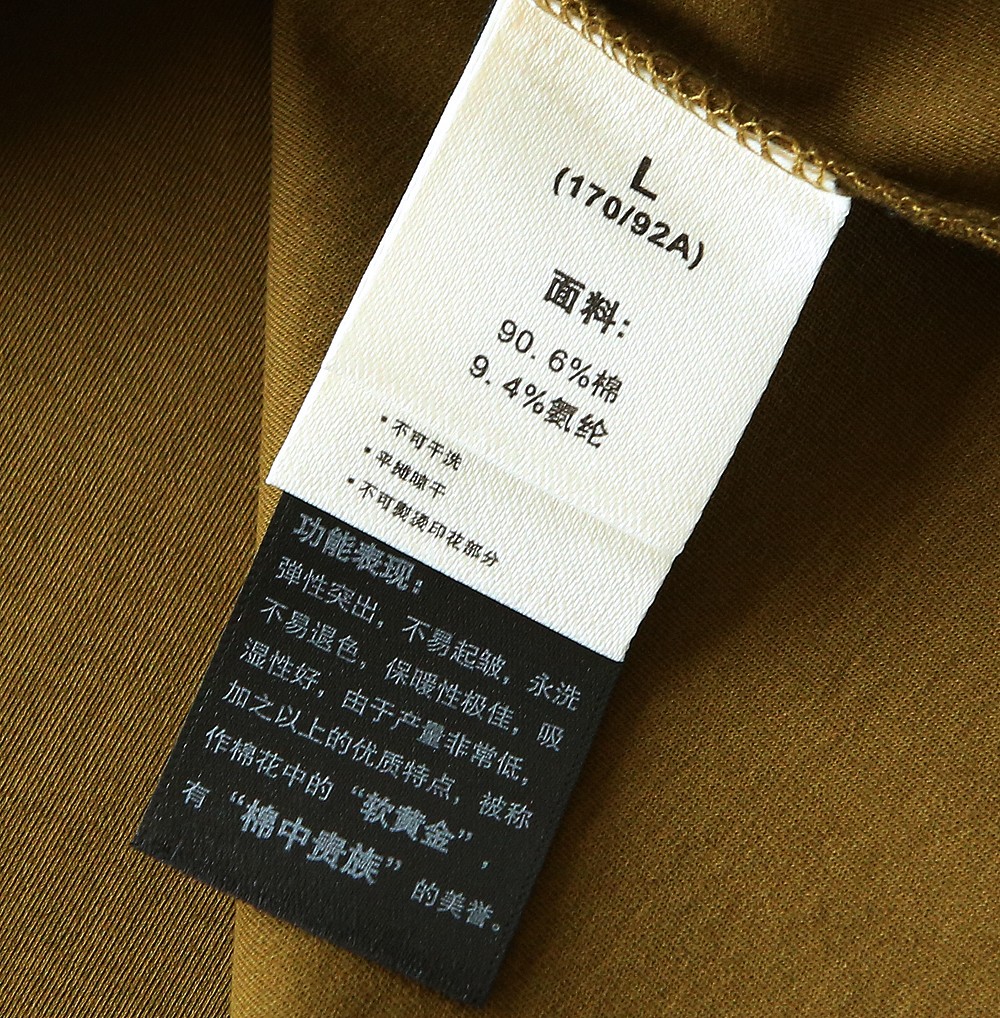 L
(170/92A)
面料:
90.6%棉
9.4%氨纶
·不可干洗
·平摊晾干
·不可熨烫印花部分
功能表现:
弹性突出，不易起皱，永洗
不易退色，保暖性极佳，吸
湿性好，由于产量非常低，
加之以上的优质特点，被称
作棉花中的“软黄金”，
有“棉中贵族”的美誉。